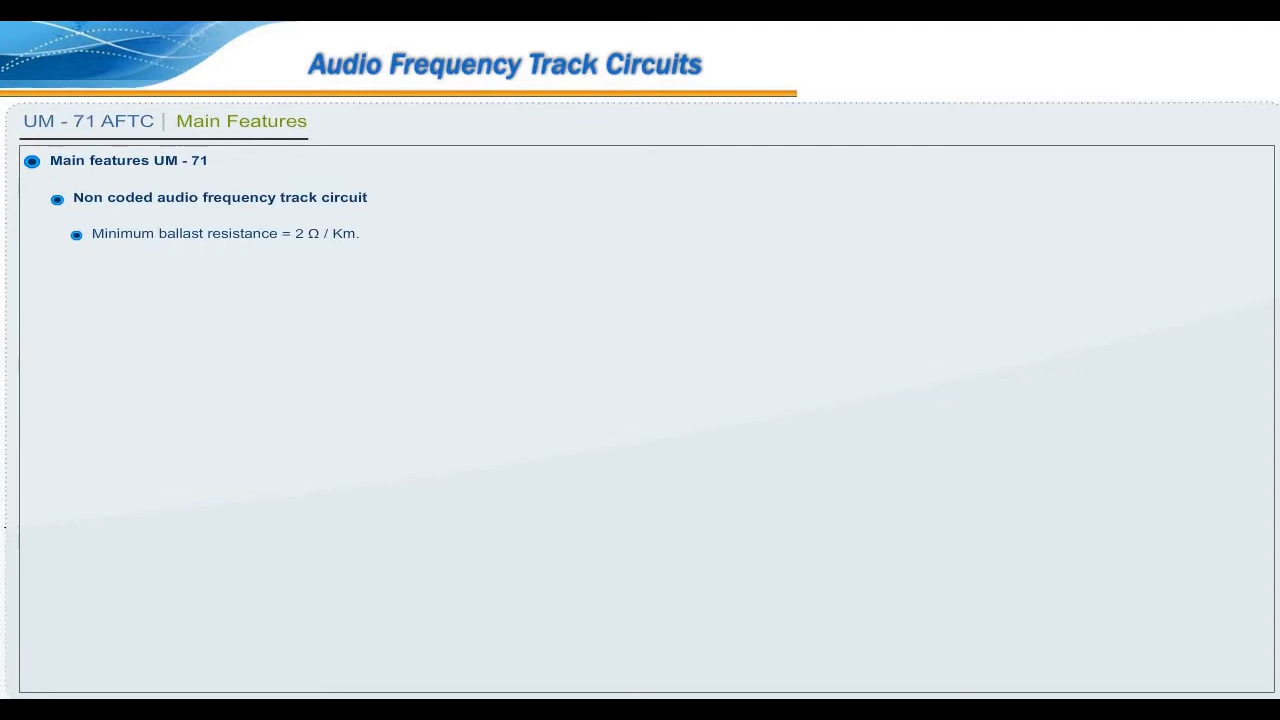 Audio Frequency Track Circuits
UM - 71 AFTC | Main Features
Main features UM - 71
Non coded audio frequency track circuit
Minimum ballast resistance = 2 Ω / Km.